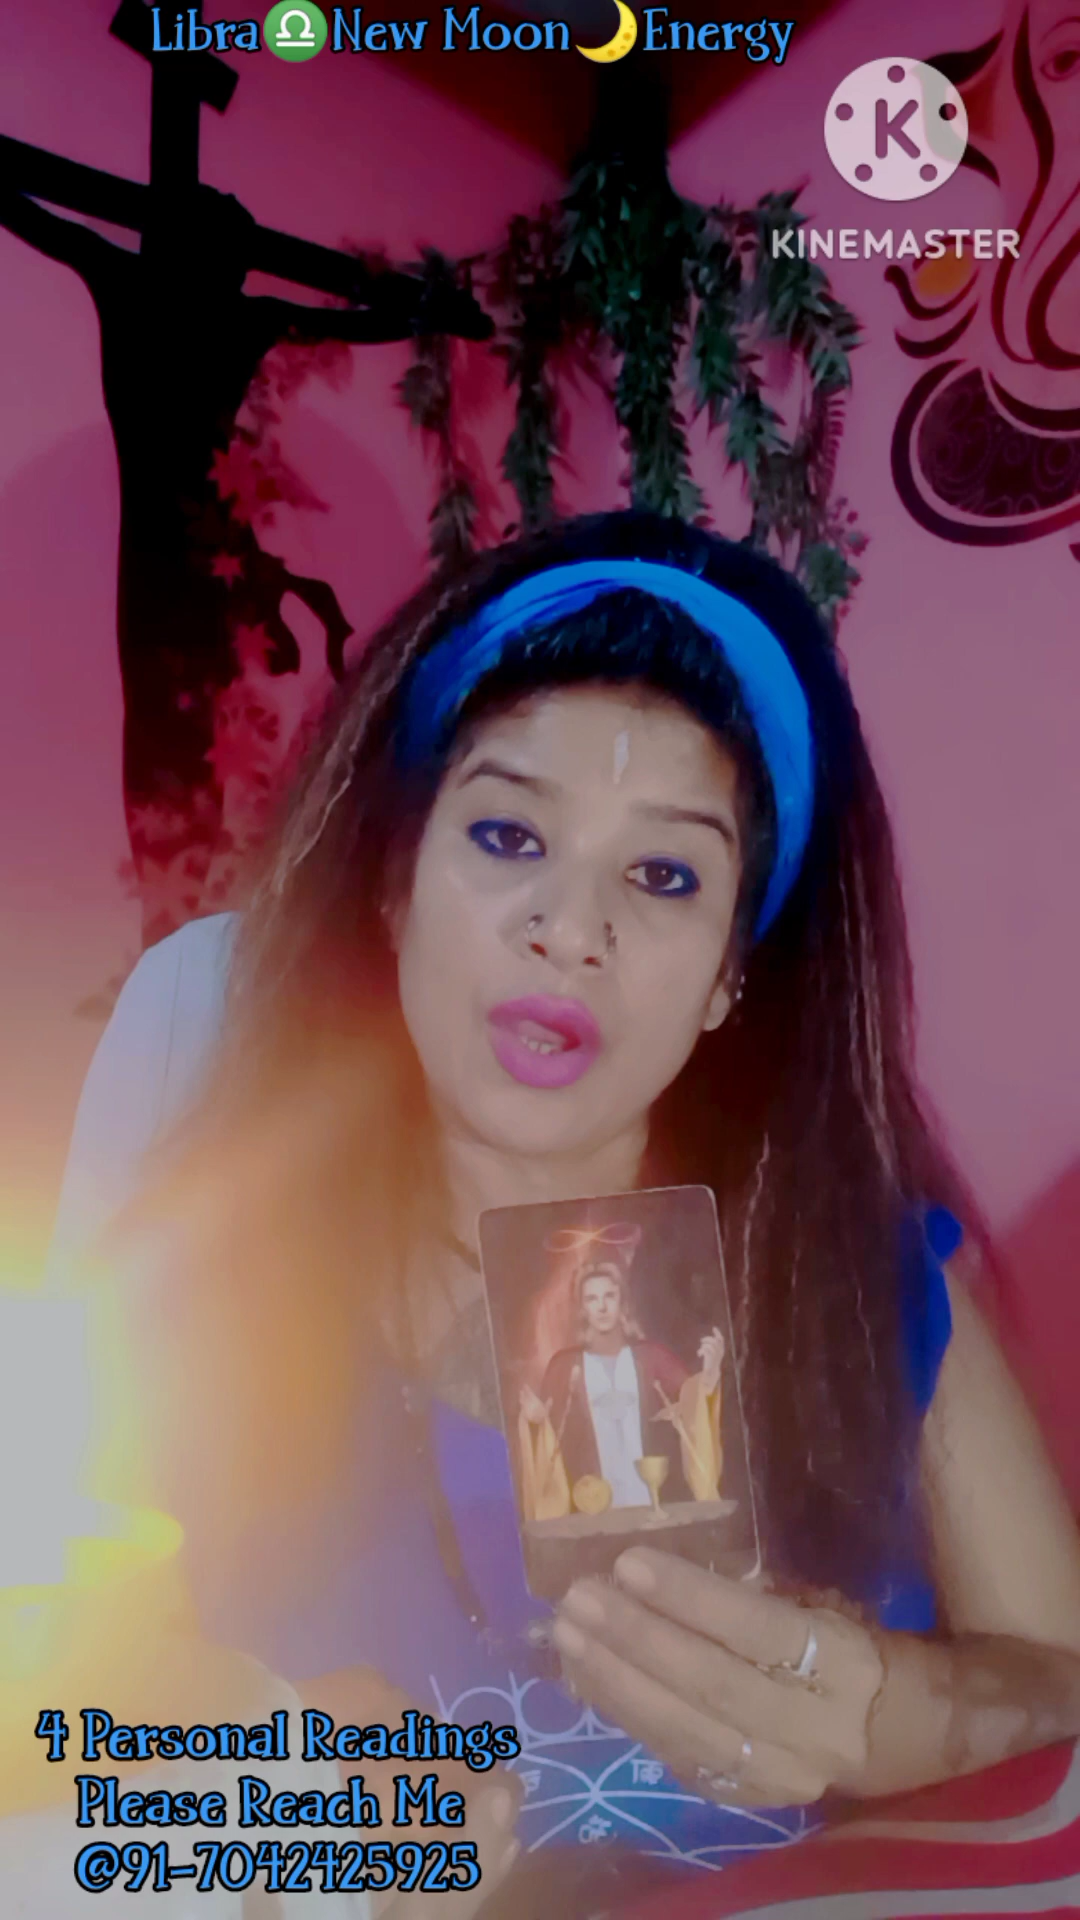 Libra♎New Moon🌙Energy
K
KINEMASTER
4 Personal Readings
Please Reach Me
@91-7042425925